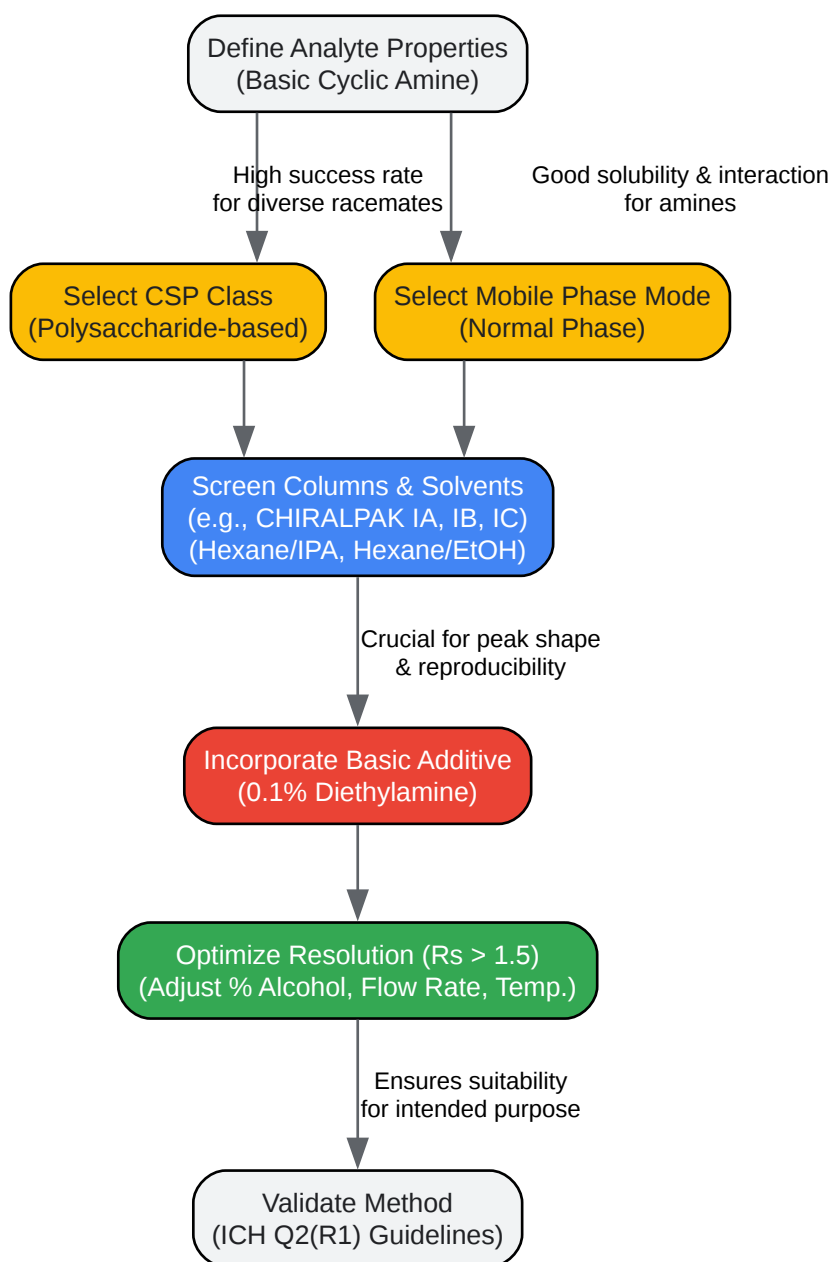 Define Analyte Properties
(Basic Cyclic Amine)
High success rate
for diverse racemates
Good solubility & interaction
for amines
Select CSP Class
(Polysaccharide-based)
Select Mobile Phase Mode
(Normal Phase)
Screen Columns & Solvents
(e.g., CHIRALPAK IA, IB, IC)
(Hexane/IPA, Hexane/EtOH)
Crucial for peak shape
& reproducibility
Incorporate Basic Additive
(0.1% Diethylamine)
Optimize Resolution (Rs > 1.5)
(Adjust % Alcohol, Flow Rate, Temp.)
Ensures suitability
for intended purpose
Validate Method
(ICH Q2(R1) Guidelines)